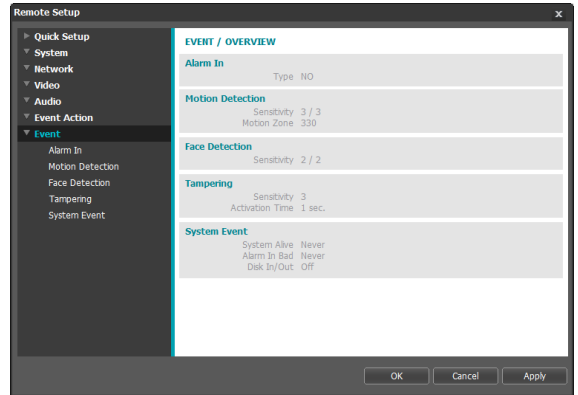 Remote Setup
x
Quick Setup
System
Network
Video
Audio
Event Action
Event
Alarm In
Motion Detection
Face Detection
Tampering
System Event
EVENT / OVERVIEW
Alarm In
Type NO
Motion Detection
Sensitivity 3 / 3
Motion Zone 330
Face Detection
Sensitivity 2 / 2
Tampering
Sensitivity 3
Activation Time 1 sec.
System Event
System Alive Never
Alarm In Bad Never
Disk In/Out Off
OK Cancel Apply